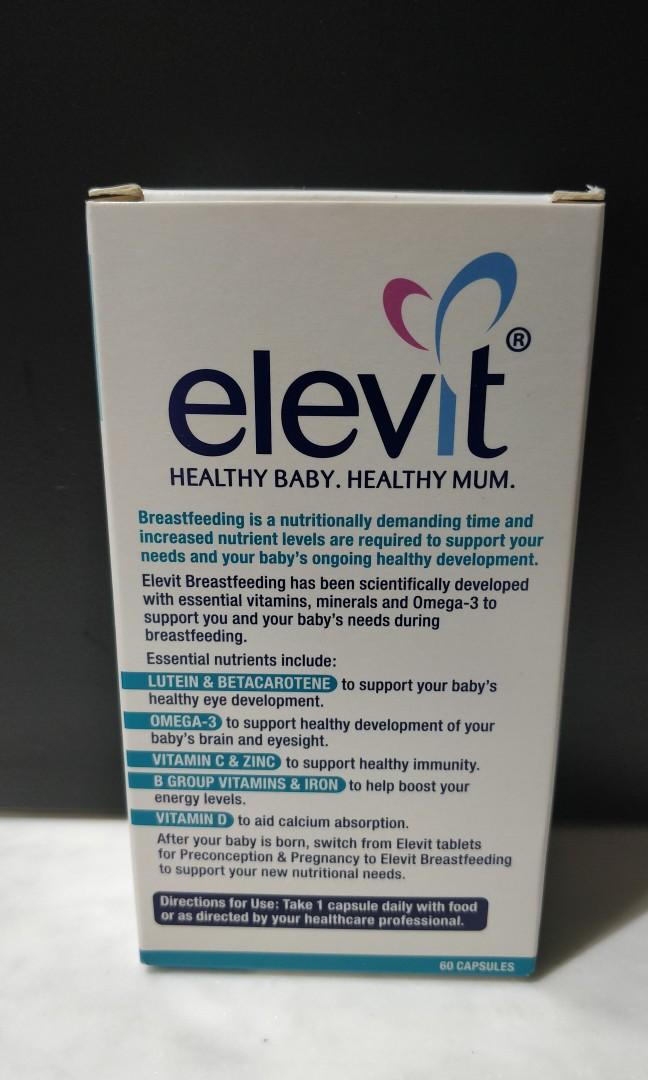 elevit®
HEALTHY BABY. HEALTHY MUM.
Breastfeeding is a nutritionally demanding time and
increased nutrient levels are required to support your
needs and your baby's ongoing healthy development.
Elevit Breastfeeding has been scientifically developed
with essential vitamins, minerals and Omega-3 to
support you and your baby's needs during
breastfeeding.
Essential nutrients include:
LUTEIN & BETACAROTENE to support your baby's
healthy eye development.
OMEGA-3 to support healthy development of your
baby's brain and eyesight.
VITAMIN C & ZINC to support healthy immunity.
B GROUP VITAMINS & IRON to help boost your
energy levels.
VITAMIN D to aid calcium absorption.
After your baby is born, switch from Elevit tablets
for Preconception & Pregnancy to Elevit Breastfeeding
to support your new nutritional needs.
Directions for Use: Take 1 capsule daily with food
or as directed by your healthcare professional.
60 CAPSULES